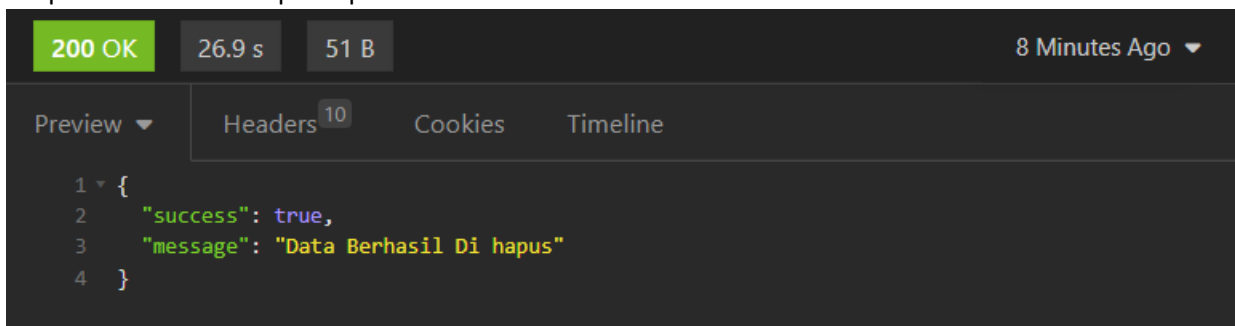 200 OK 26.9 s 51 B 8 Minutes Ago
Preview Headers 10 Cookies Timeline
1 {
2 "success": true,
3 "message": "Data Berhasil Di hapus"
4 }